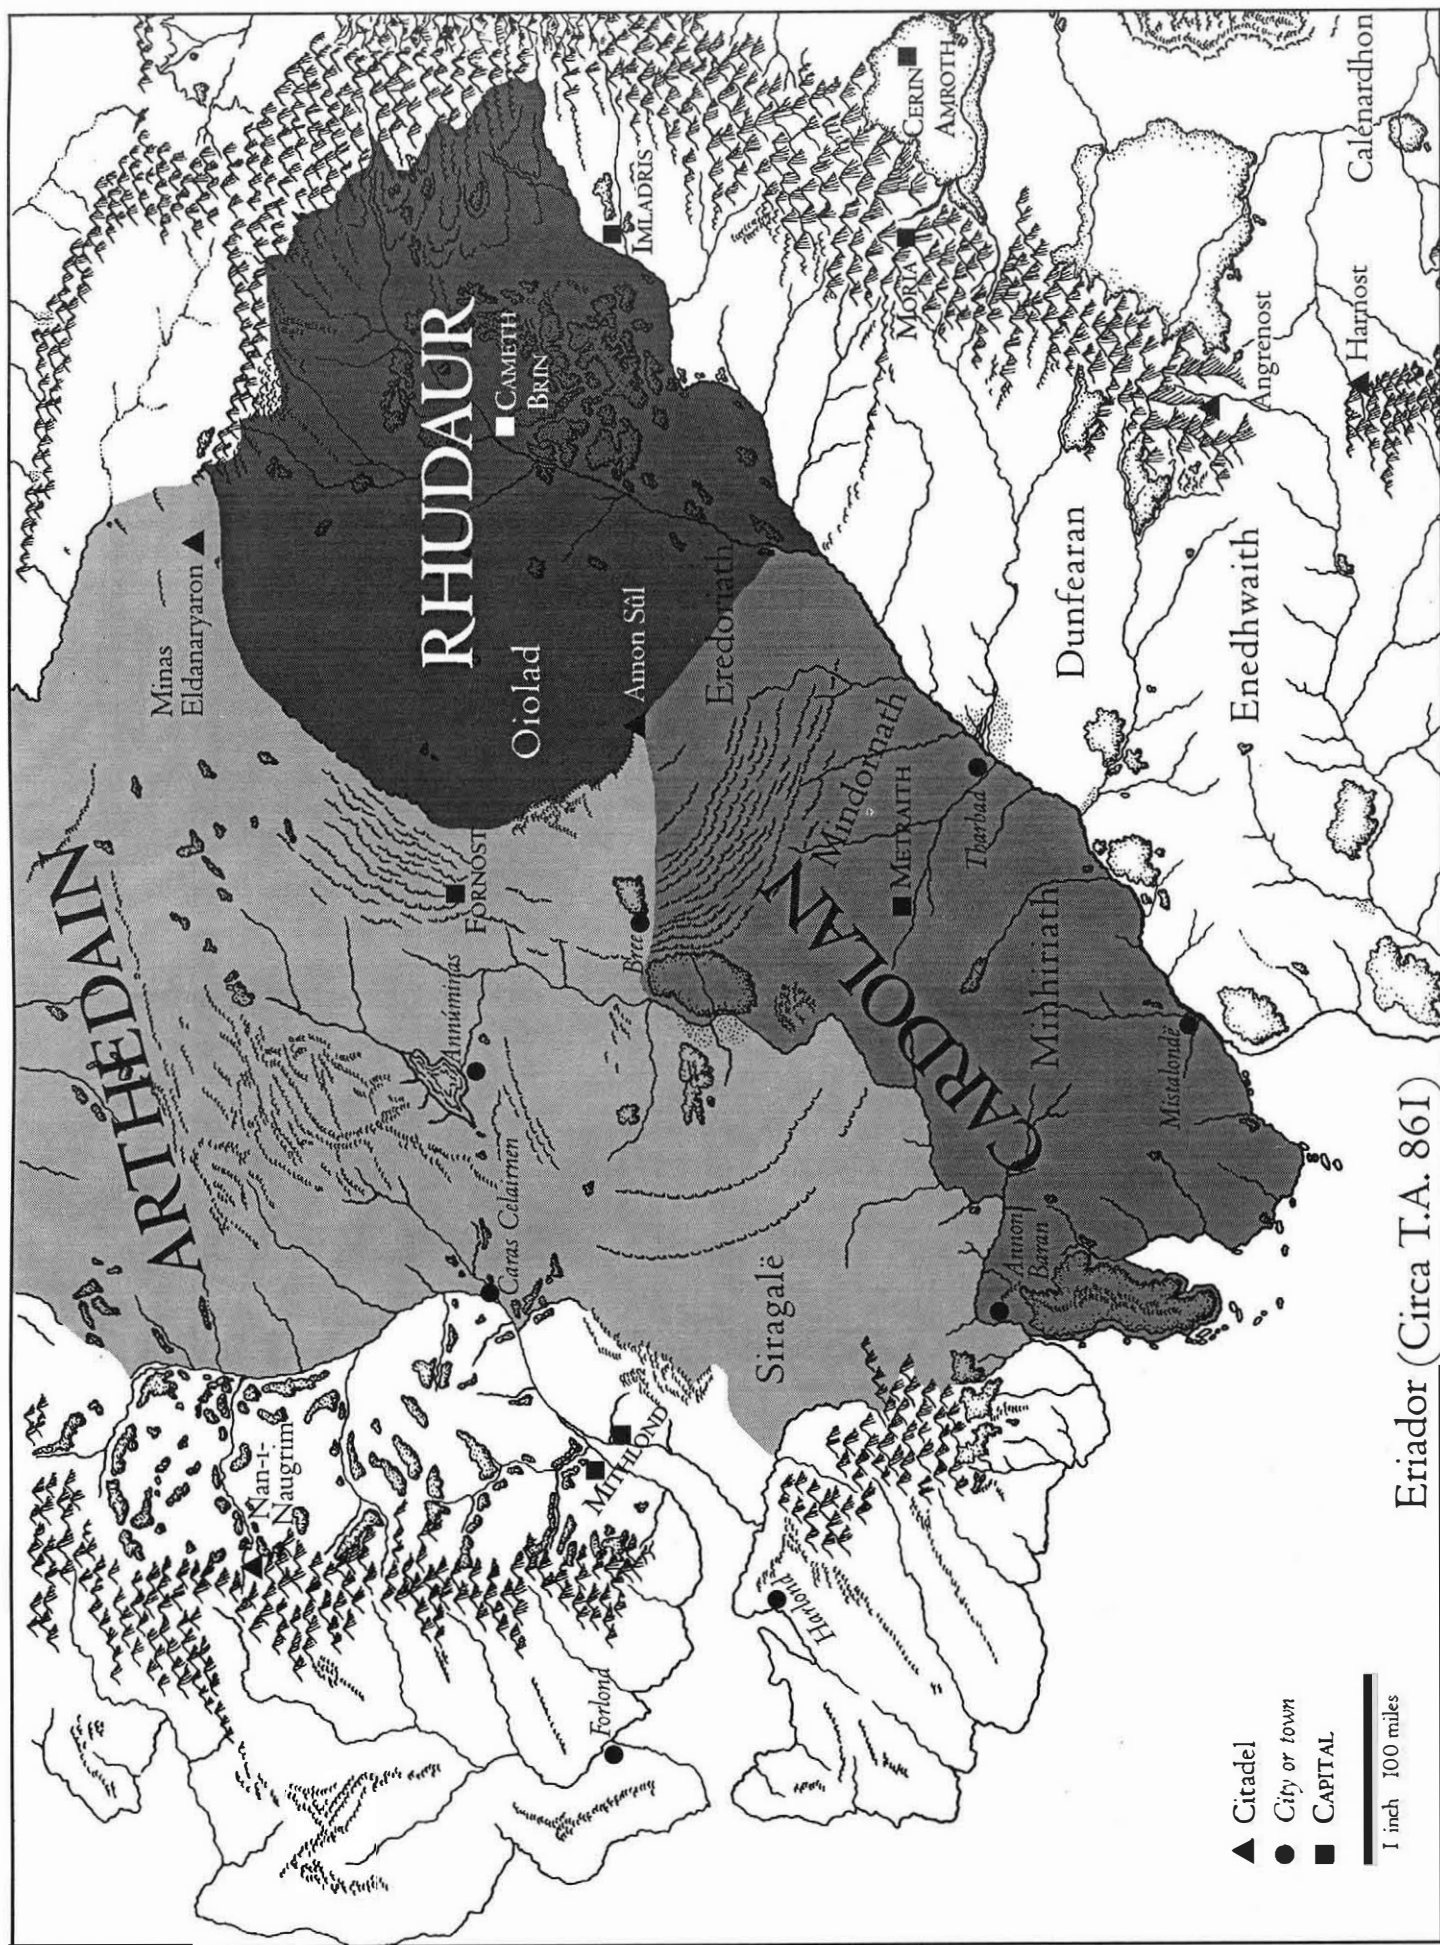 ARTHEDAIN
Minas
Eldanaryaron
RHUDAUR
CAMETH
BRIN
Oiolad
Amon Sûl
Eredoriath
IMLADRIS
MORIA
CERIN
AMROTH
FORNOST
Annúminas
Bree
Caras Celairnen
Nan-i-
Naugrim
MITHLOND
Forlond
Harlond
Siragalë
CARDOLAN
Mindornath
METRAITH
Tharbad
Minhiriath
Mistalondë
Annon
Baran
Dunfearan
Enedhwaith
Angrenost
Harnost
Calenardhon
Citadel
City or town
CAPITAL
1 inch 100 miles
Eriador (Circa T.A. 861)